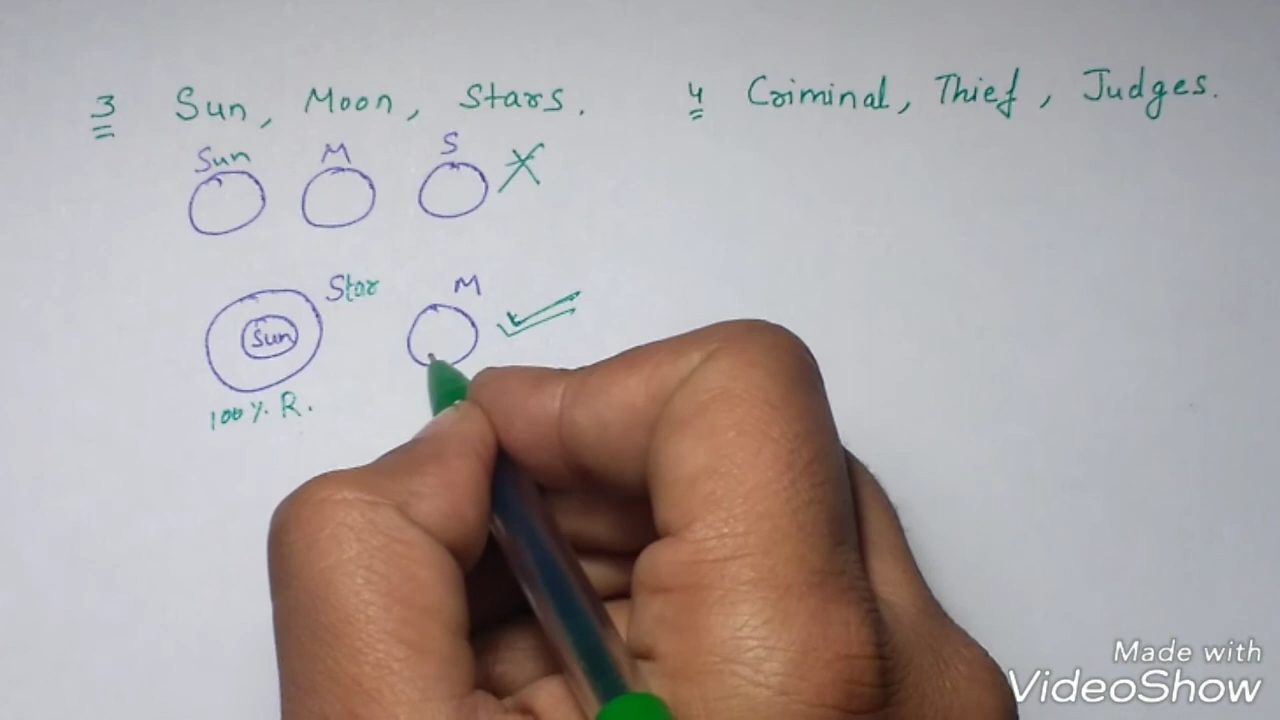 3 Sun, Moon, Stars. 4 Criminal, Thief, Judges.
Sun M S
Star M
Sun
100% R.
Made with
VideoShow